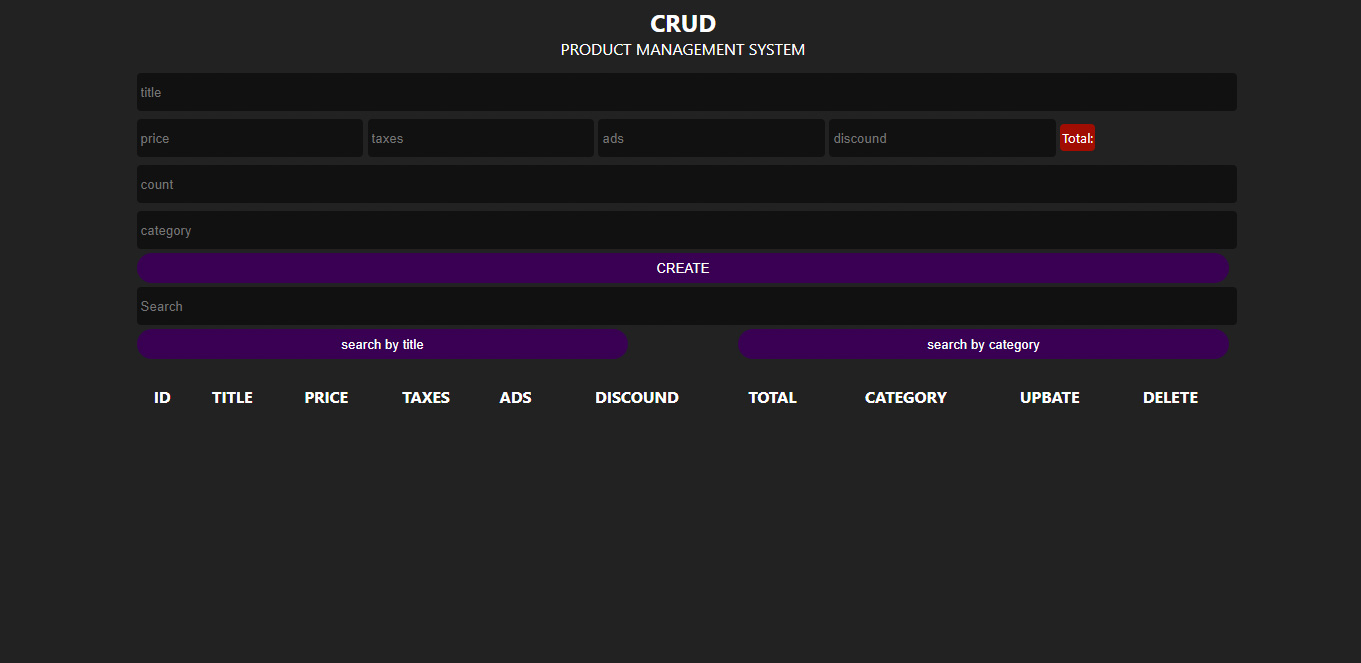 CRUD
PRODUCT MANAGEMENT SYSTEM
title
price taxes ads discound Total:
count
category
CREATE
Search
search by title search by category
ID TITLE PRICE TAXES ADS DISCOUND TOTAL CATEGORY UPBATE DELETE